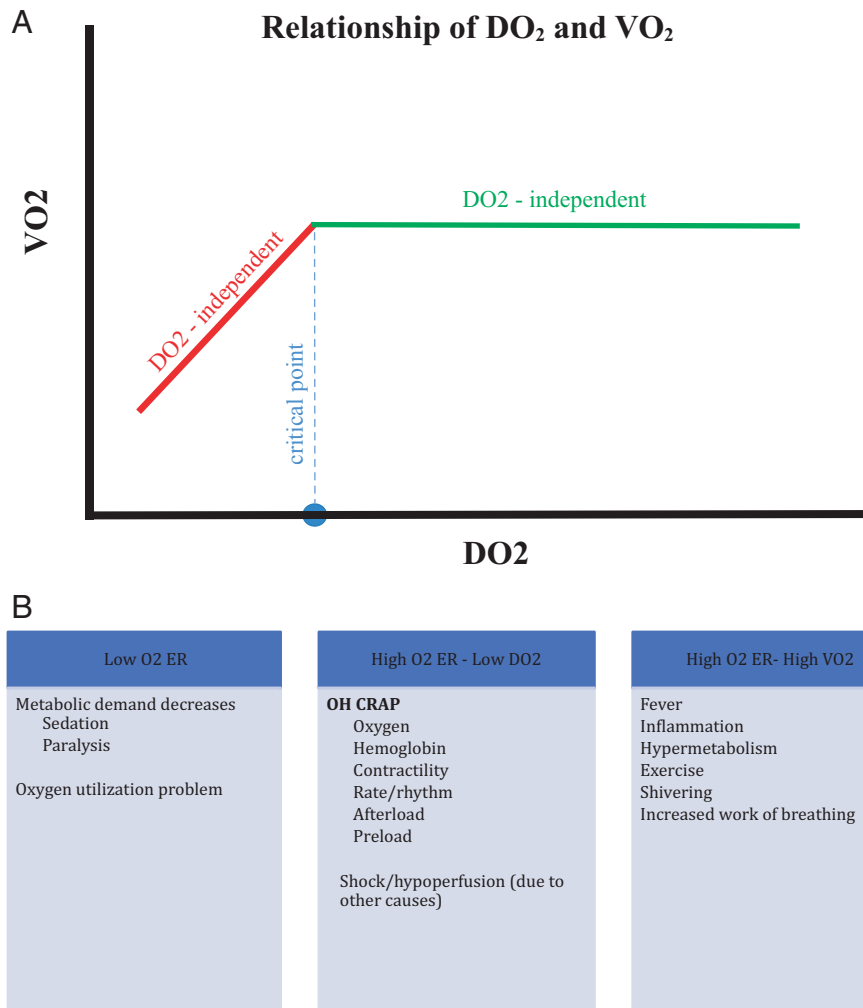 A
Relationship of DO₂ and VO₂
VO2
DO2 - independent
DO2 - independent
critical point
DO2
B
Low O2 ER
Metabolic demand decreases
Sedation
Paralysis
Oxygen utilization problem
High O2 ER - Low DO2
OH CRAP
Oxygen
Hemoglobin
Contractility
Rate/rhythm
Afterload
Preload
Shock/hypoperfusion (due to
other causes)
High O2 ER- High VO2
Fever
Inflammation
Hypermetabolism
Exercise
Shivering
Increased work of breathing